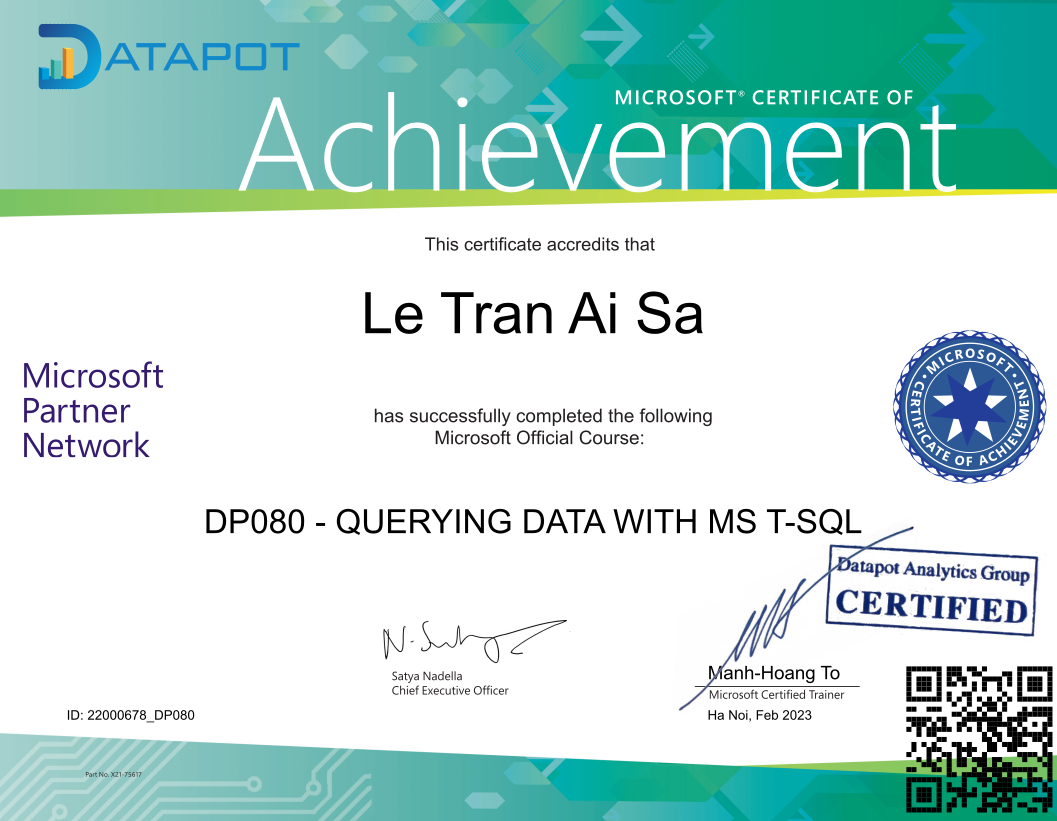 DATAPOT
MICROSOFT® CERTIFICATE OF
Achievement
This certificate accredits that
Le Tran Ai Sa
Microsoft
Partner
Network
has successfully completed the following
Microsoft Official Course:
• MICROSOFT •
CERTIFICATE OF ACHIEVEMENT
DP080 - QUERYING DATA WITH MS T-SQL
Datapot Analytics Group
CERTIFIED
Satya Nadella
Chief Executive Officer
Manh-Hoang To
Microsoft Certified Trainer
ID: 22000678_DP080
Ha Noi, Feb 2023
Part No. X21-75617